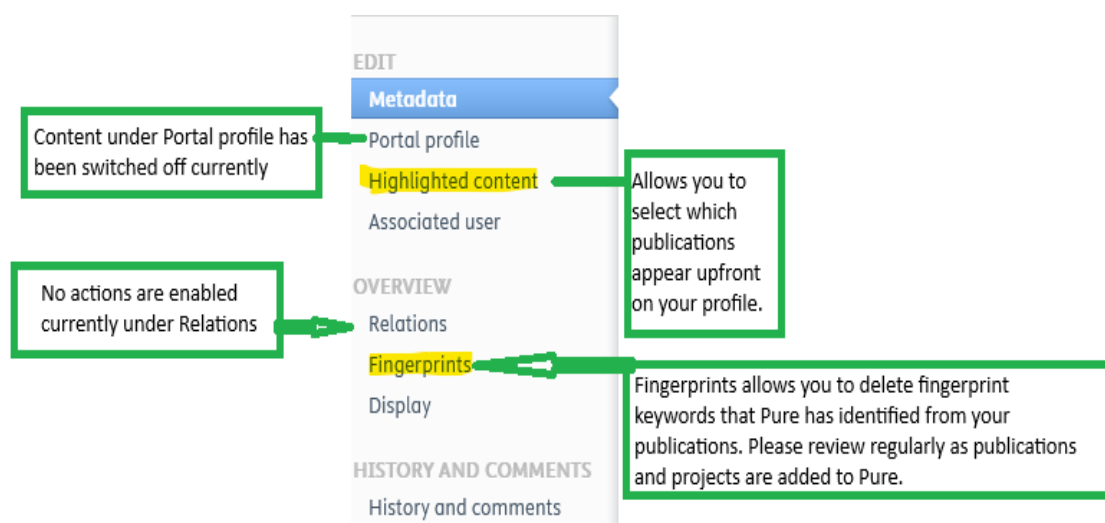 EDIT
Metadata
Portal profile
Highlighted content
Associated user
OVERVIEW
Relations
Fingerprints
Display
HISTORY AND COMMENTS
History and comments
Content under Portal profile has
been switched off currently
Allows you to
select which
publications
appear upfront
on your profile.
No actions are enabled
currently under Relations
Fingerprints allows you to delete fingerprint
keywords that Pure has identified from your
publications. Please review regularly as publications
and projects are added to Pure.